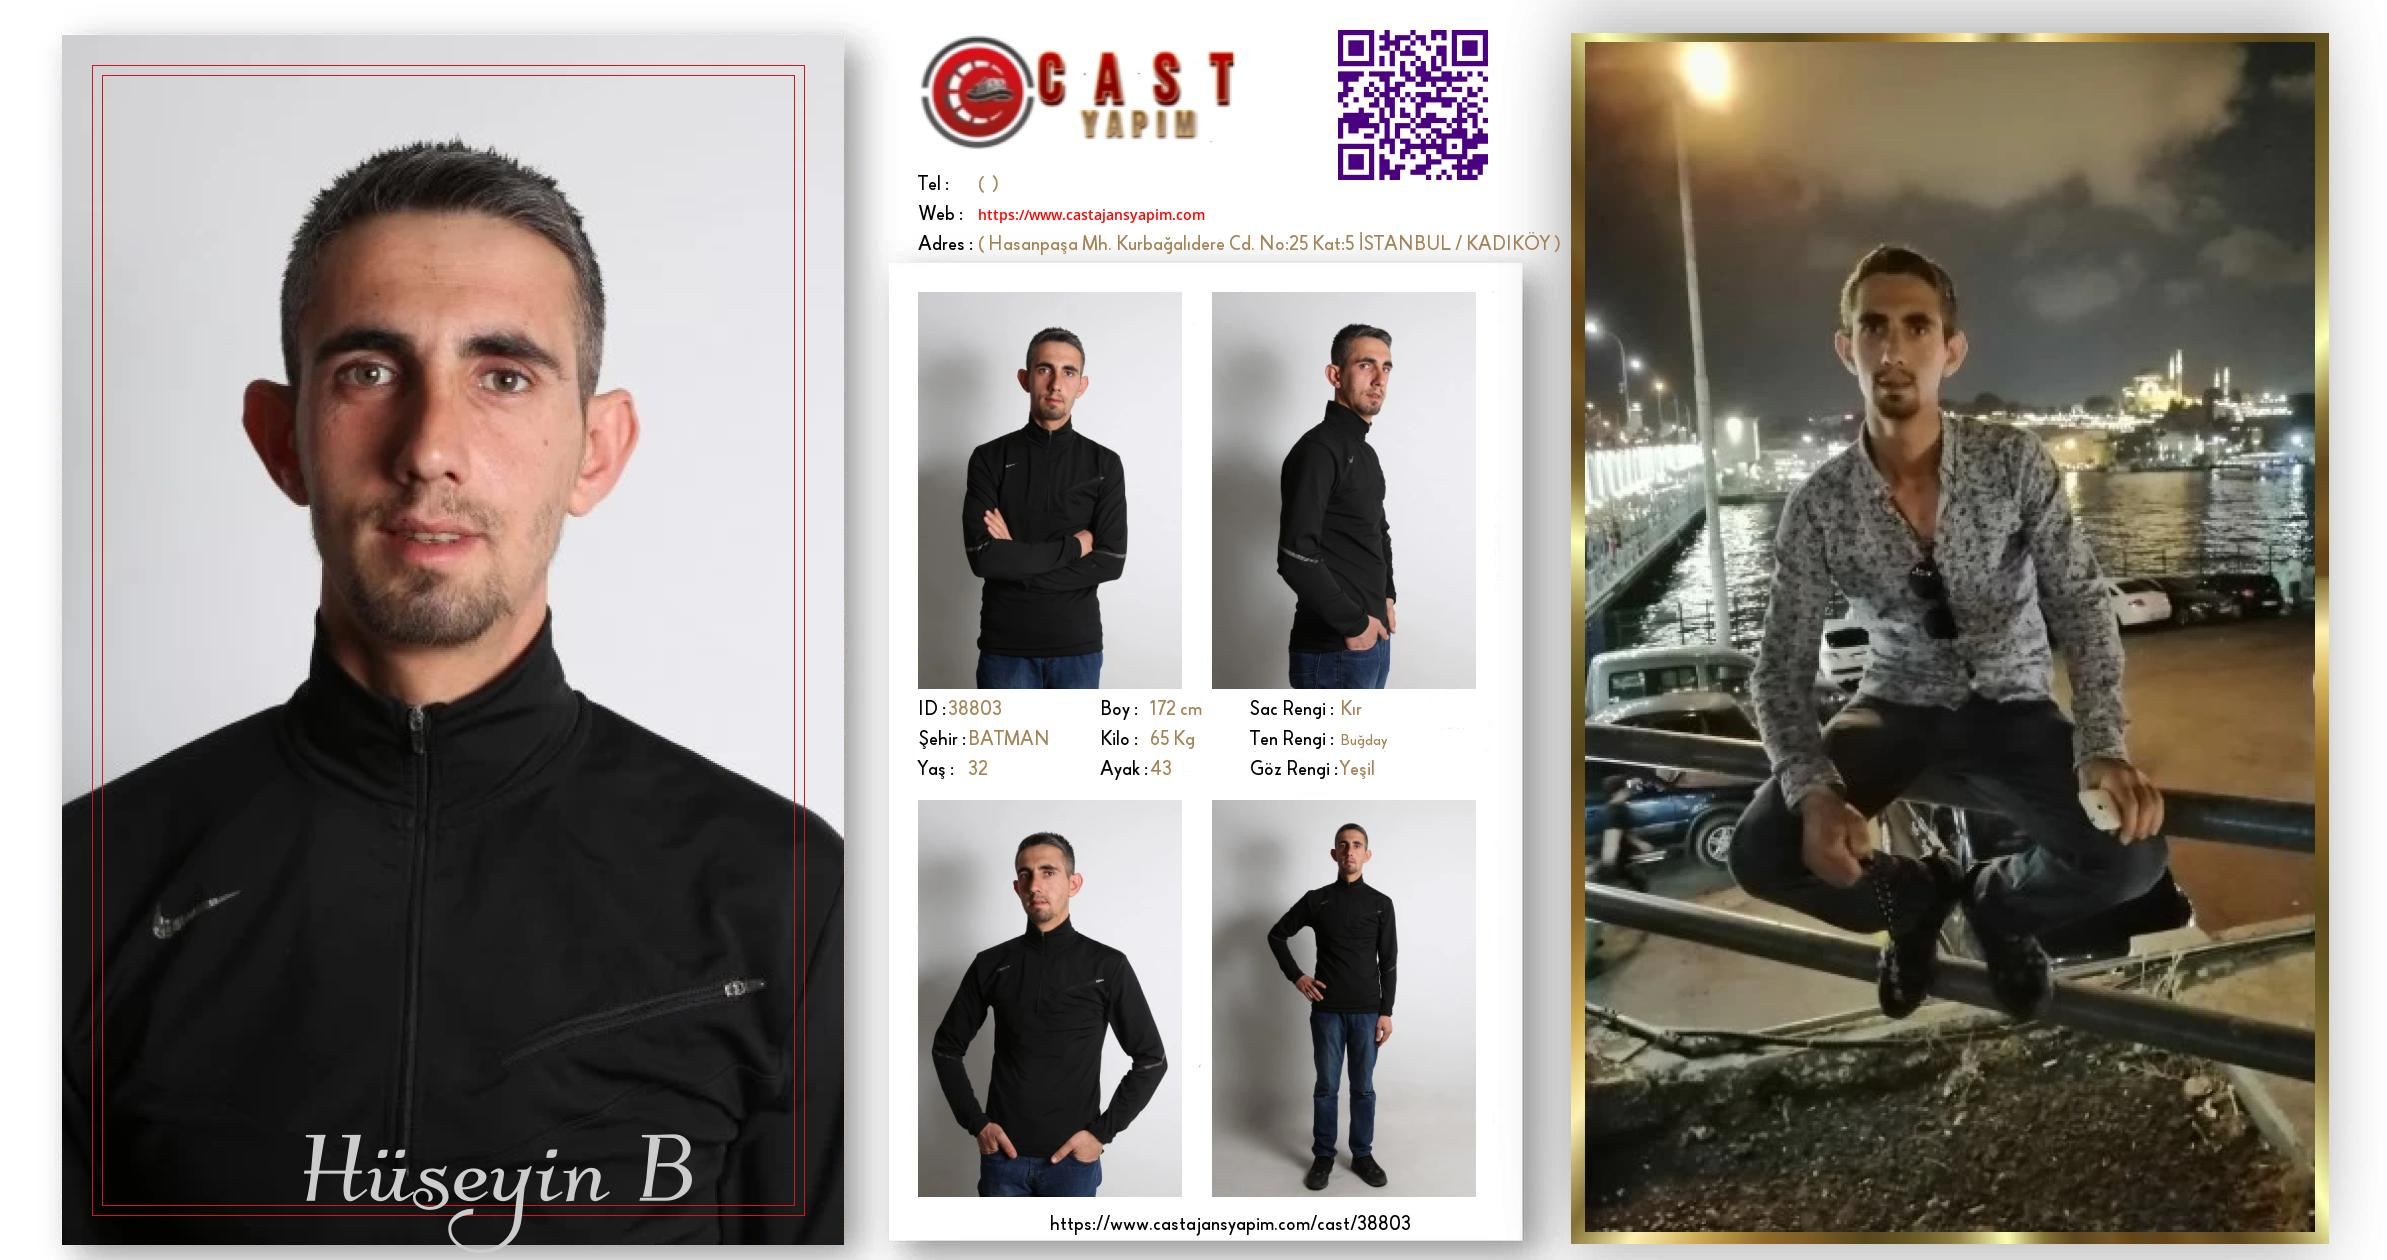 Hüseyin B
CAST
YAPIM
Tel : ( )
Web : https://www.castajansyapim.com
Adres : ( Hasanpaşa Mh. Kurbağalıdere Cd. No:25 Kat:5 İSTANBUL / KADIKÖY )
ID : 38803 Boy : 172 cm Sac Rengi : Kır
Şehir : BATMAN Kilo : 65 Kg Ten Rengi : Buğday
Yaş : 32 Ayak : 43 Göz Rengi : Yeşil
https://www.castajansyapim.com/cast/38803